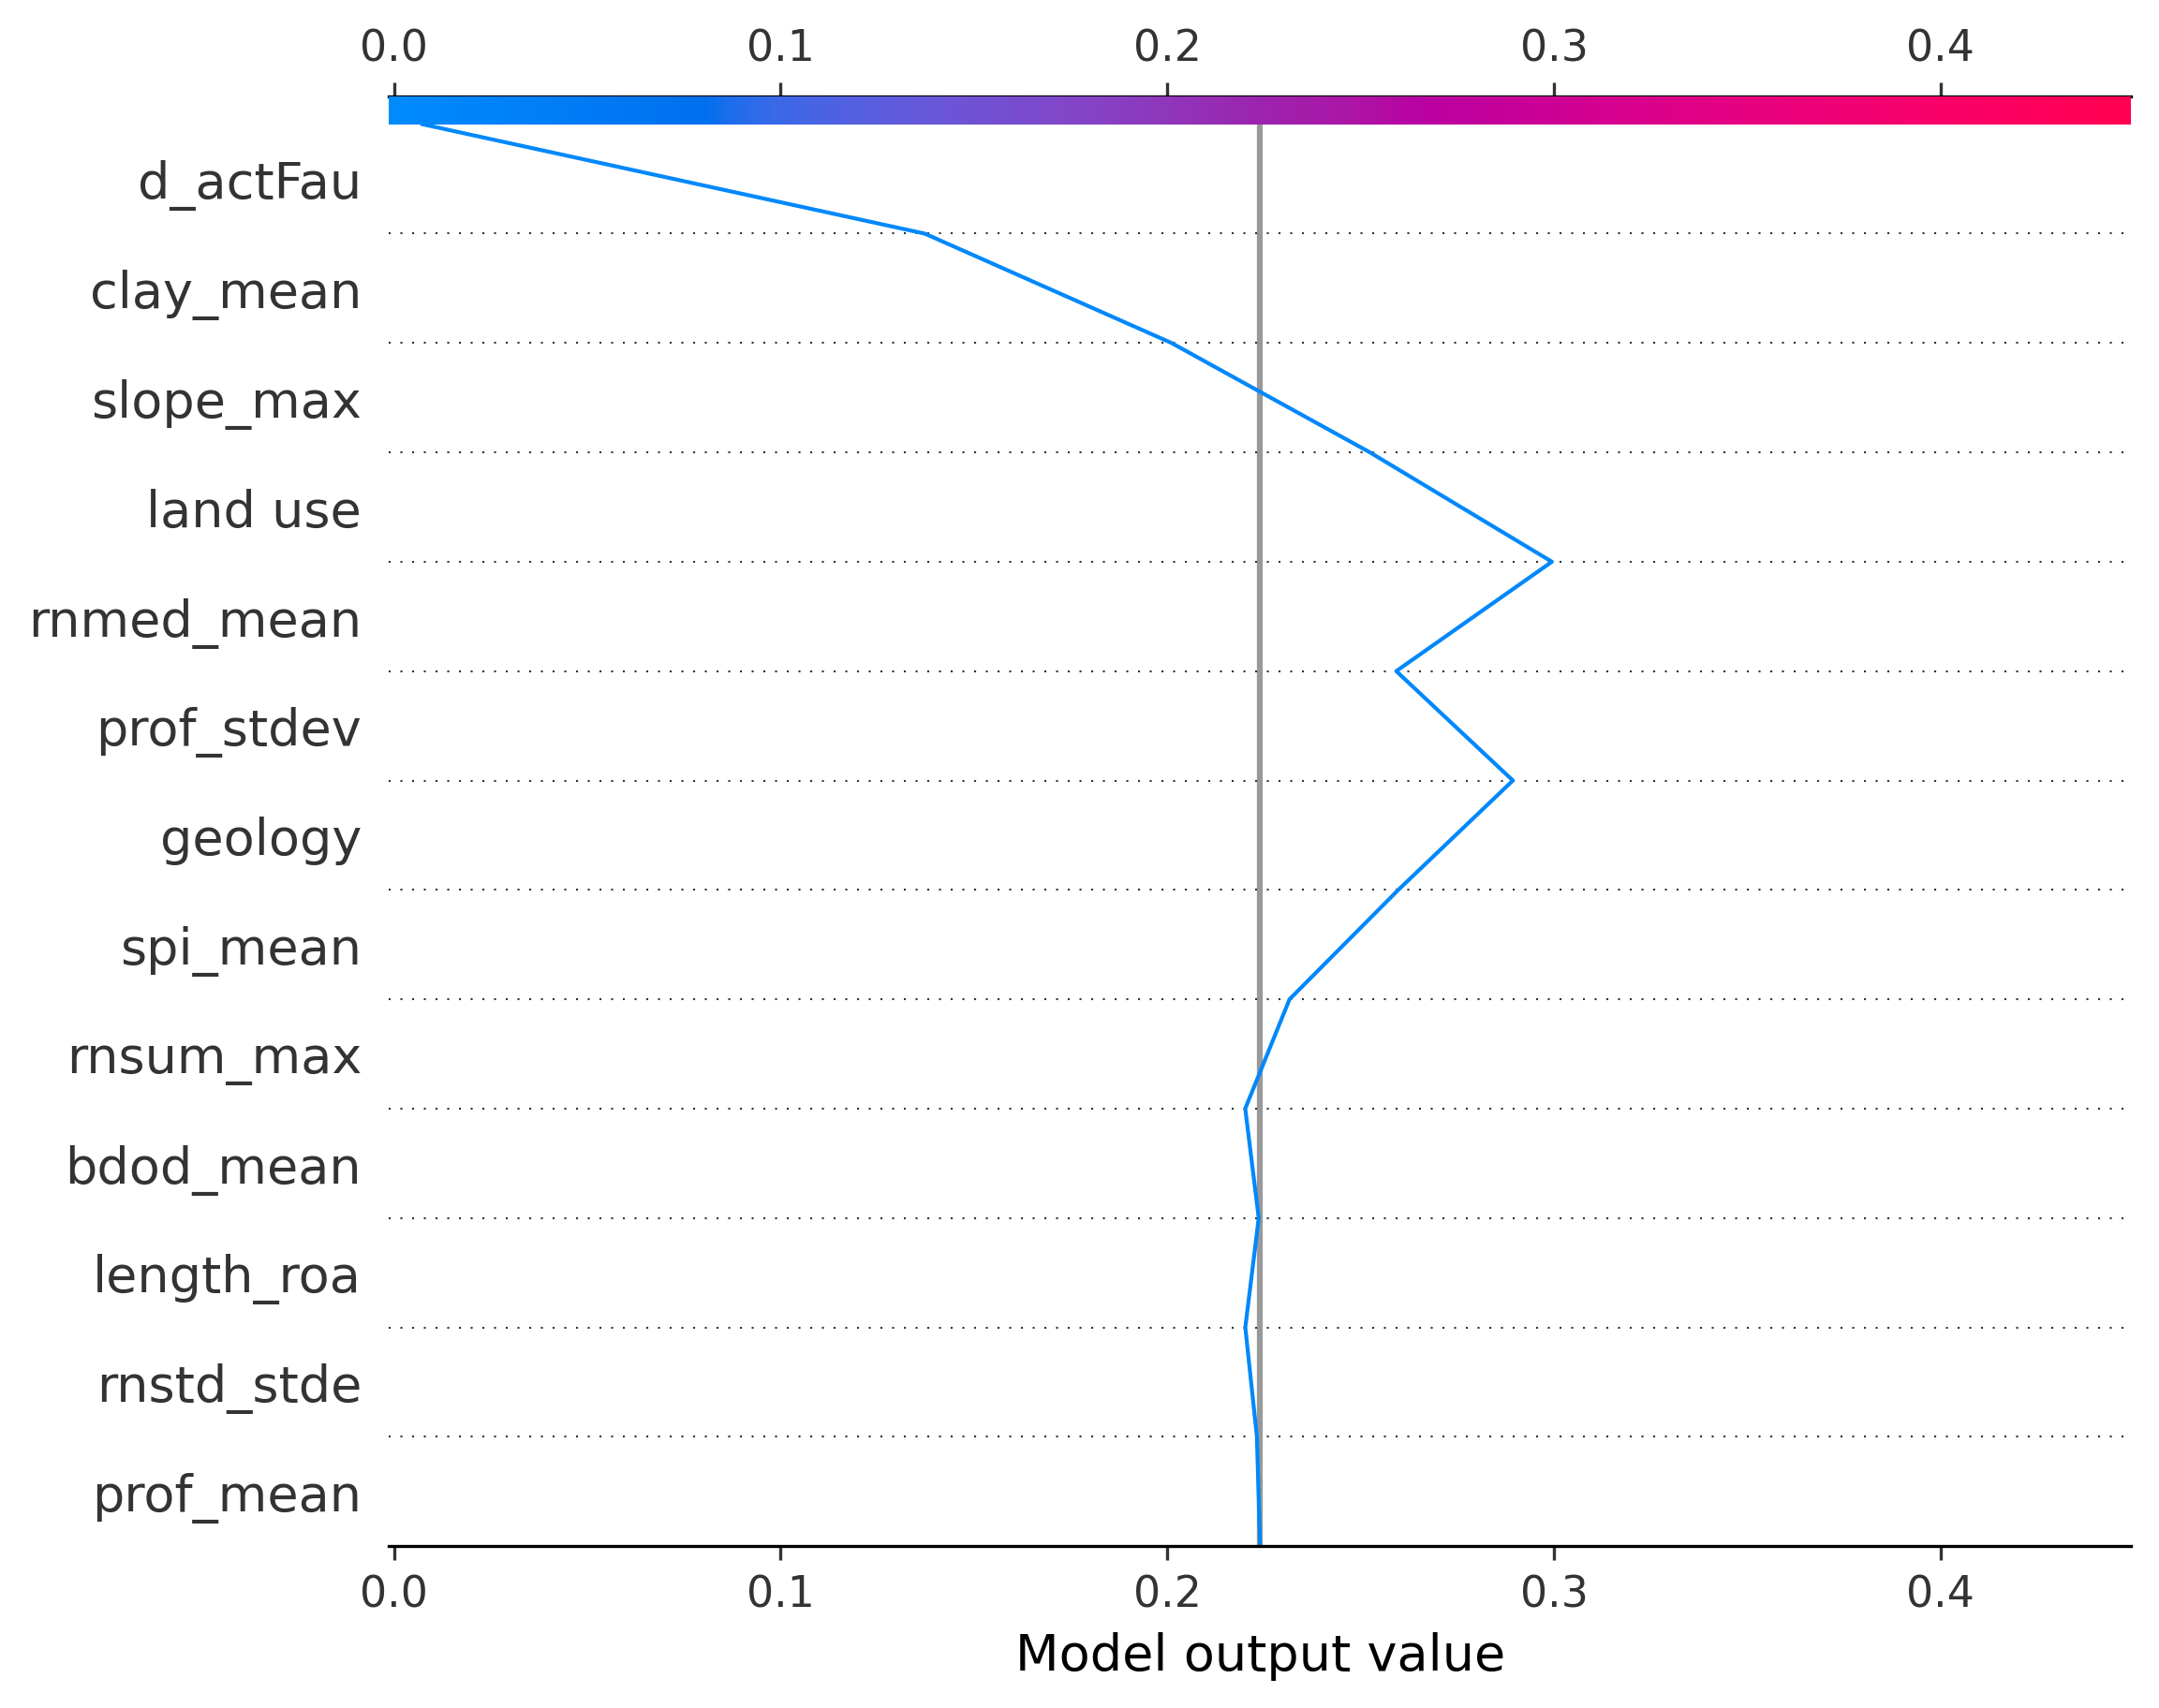 0.0 0.1 0.2 0.3 0.4
d_actFau
clay_mean
slope_max
land use
rnmed_mean
prof_stdev
geology
spi_mean
rnsum_max
bdod_mean
length_roa
rnstd_stde
prof_mean
0.0 0.1 0.2 0.3 0.4
Model output value